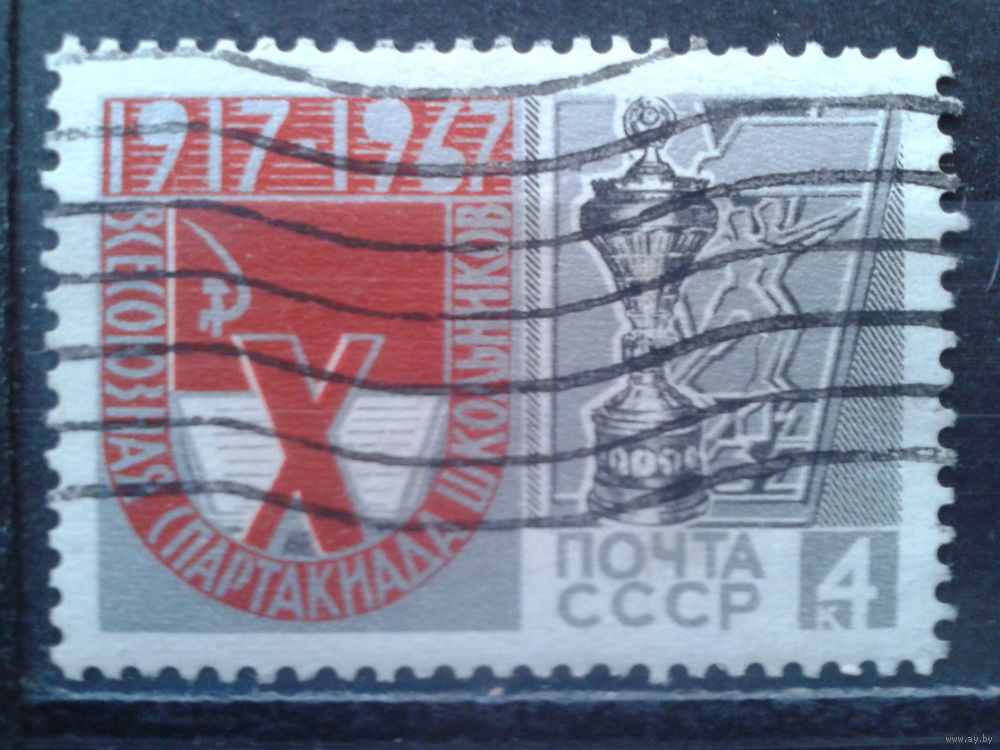 1917-1967
ВСЕСОЮЗНАЯ СПАРТАКИАДА ШКОЛЬНИКОВ
X
ПОЧТА
СССР
4
к
www.ay.by